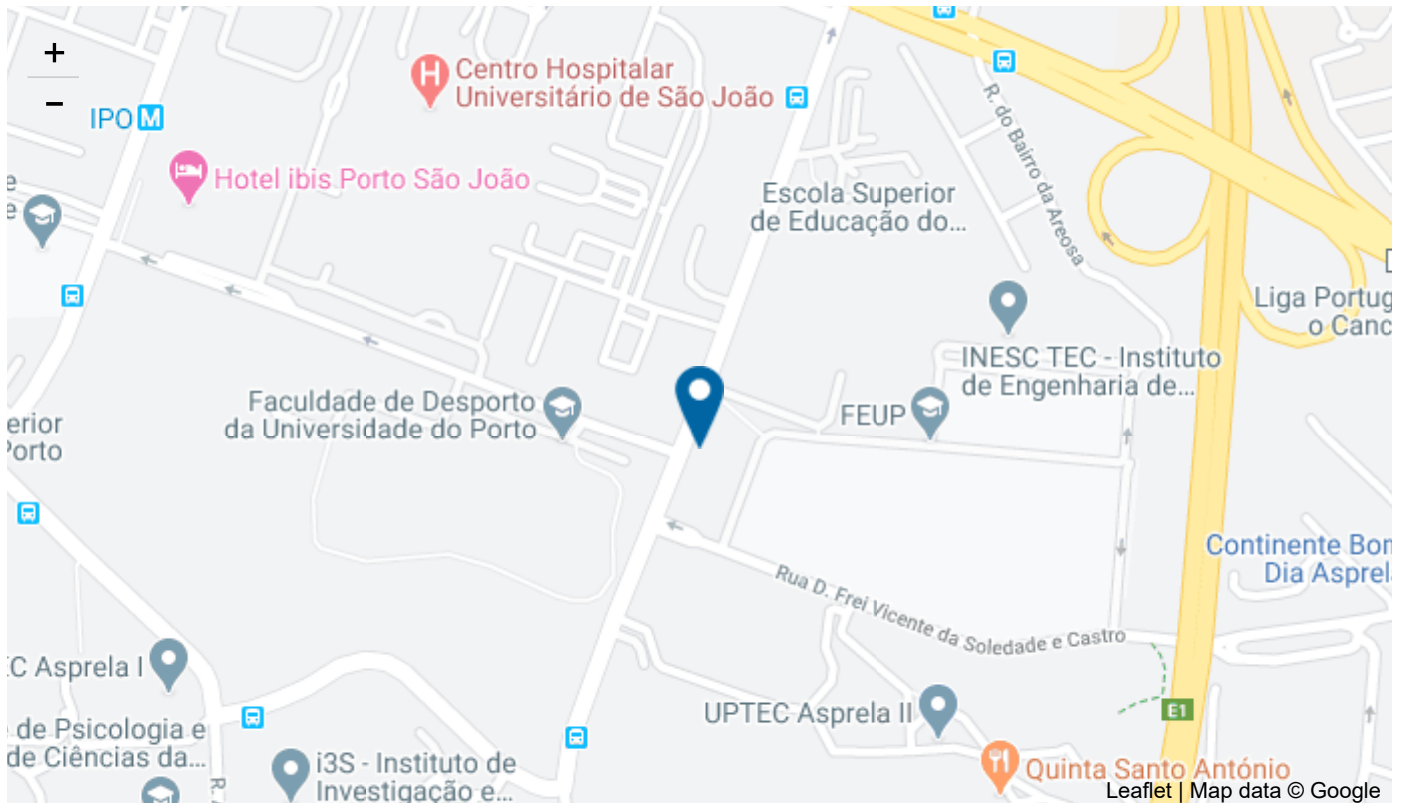 +
−
Centro Hospitalar
Universitário de São João
IPO M
Hotel ibis Porto São João
R. do Bairro da Areosa
e
e
Escola Superior
de Educação do...
Liga Portug
o Canc
INESC TEC - Instituto
de Engenharia de...
Faculdade de Desporto
da Universidade do Porto
FEUP
erior
Porto
Continente Bon
Dia Asprel
Rua D. Frei Vicente da Soledade e Castro
C Asprela I
UPTEC Asprela II
E1
de Psicologia e
de Ciências da...
i3S - Instituto de
Investigação e...
R.
Quinta Santo António
Leaflet | Map data © Google